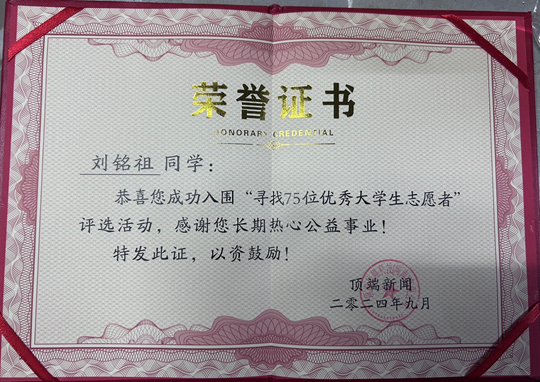 荣誉证书
HONORARY CREDENTIAL
刘铭祖 同学：
恭喜您成功入围“寻找75位优秀大学生志愿者”
评选活动，感谢您长期热心公益事业！
特发此证，以资鼓励！
顶端新闻
二零二四年九月